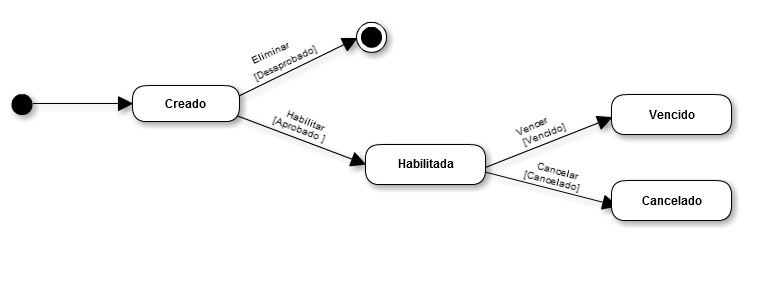 Eliminar
[Desaprobado]
Creado
Habilitar
[Aprobado ]
Habilitada
Vencer
[Vencido]
Vencido
Cancelar
[Cancelado]
Cancelado